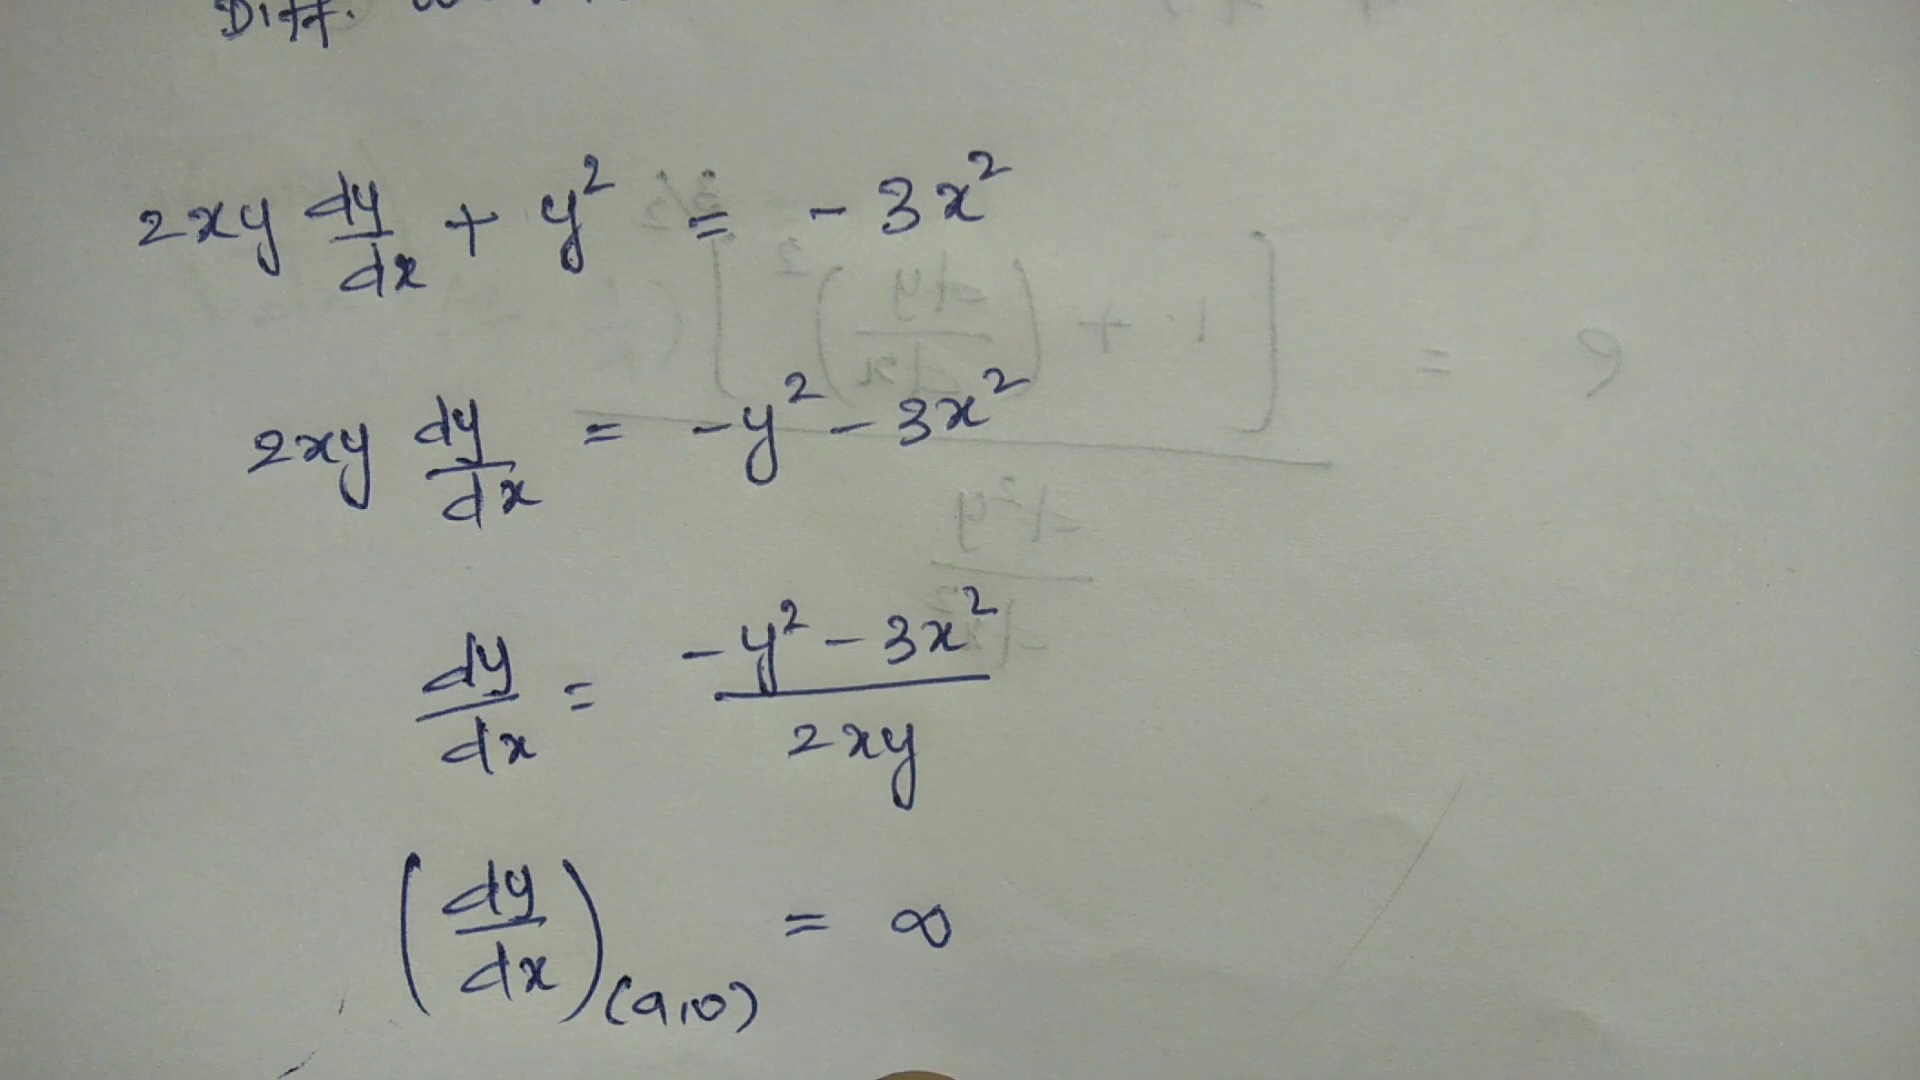 Diff.
2xy dy/dx + y² = - 3x²
2xy dy/dx = -y² - 3x²
dy/dx = (-y² - 3x²)/(2xy)
(dy/dx)(a,0) = ∞